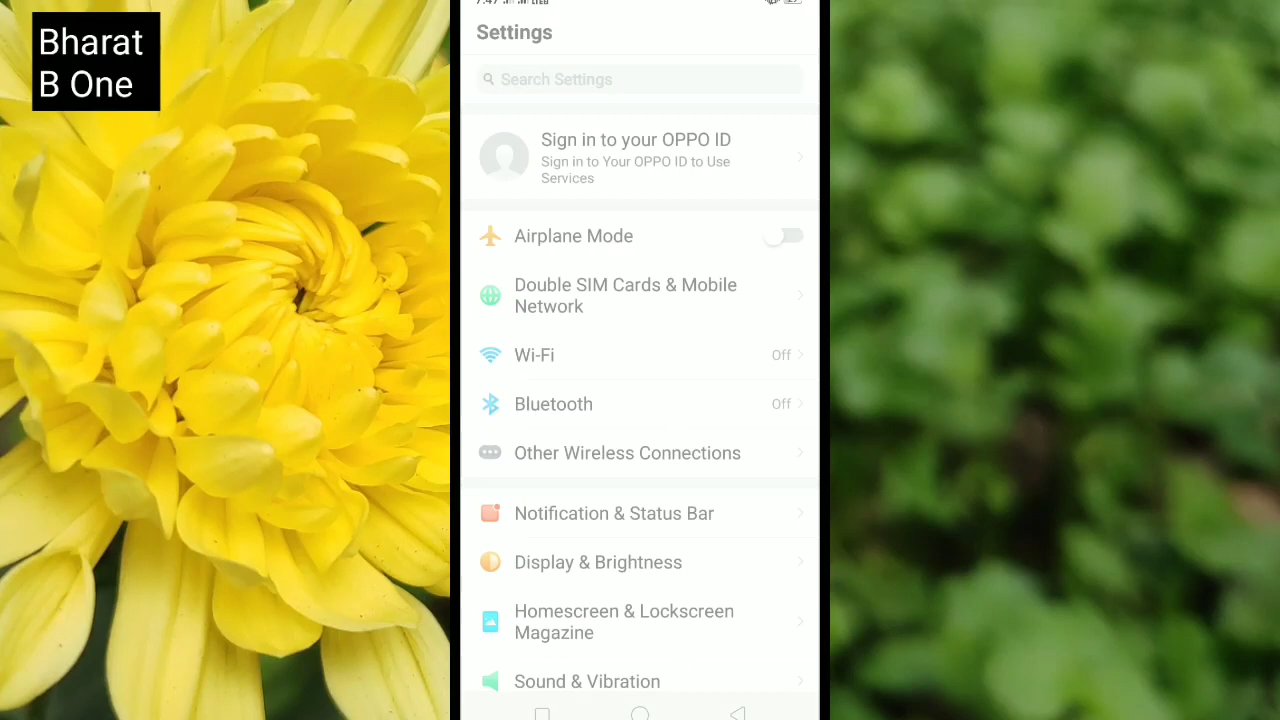 Bharat
B One
Settings
Search Settings
Sign in to your OPPO ID
Sign in to Your OPPO ID to Use
Services
Airplane Mode
Double SIM Cards & Mobile
Network
Wi-Fi
Off
Bluetooth
Off
Other Wireless Connections
Notification & Status Bar
Display & Brightness
Homescreen & Lockscreen
Magazine
Sound & Vibration